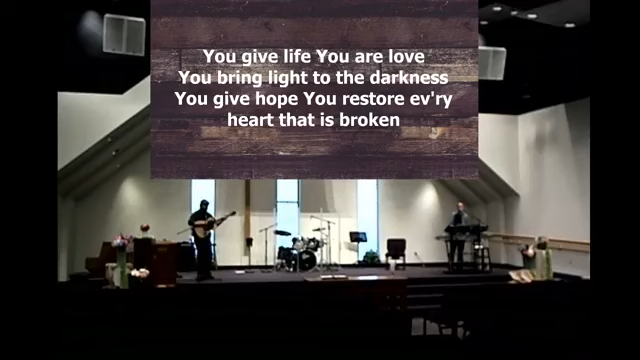 You give life You are love
You bring light to the darkness
You give hope You restore ev'ry
heart that is broken